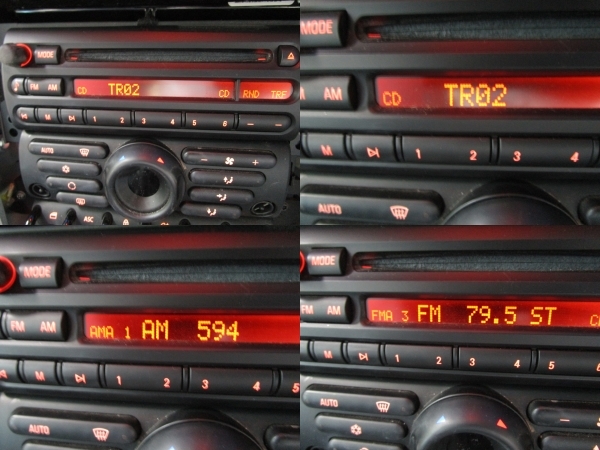 MODE
FM AM
CD TR02 CD RND TRF
M 1 2 3 4 5 6
AUTO
ASC
MODE
AM
CD TR02
M 1 2 3 4
AUTO
MODE
FM AM
AMA 1 AM 594
M 1 2 3 4 5
AUTO
MODE
AM
FMA 3 FM 79.5 ST
M 1 2 3 4 5
AUTO